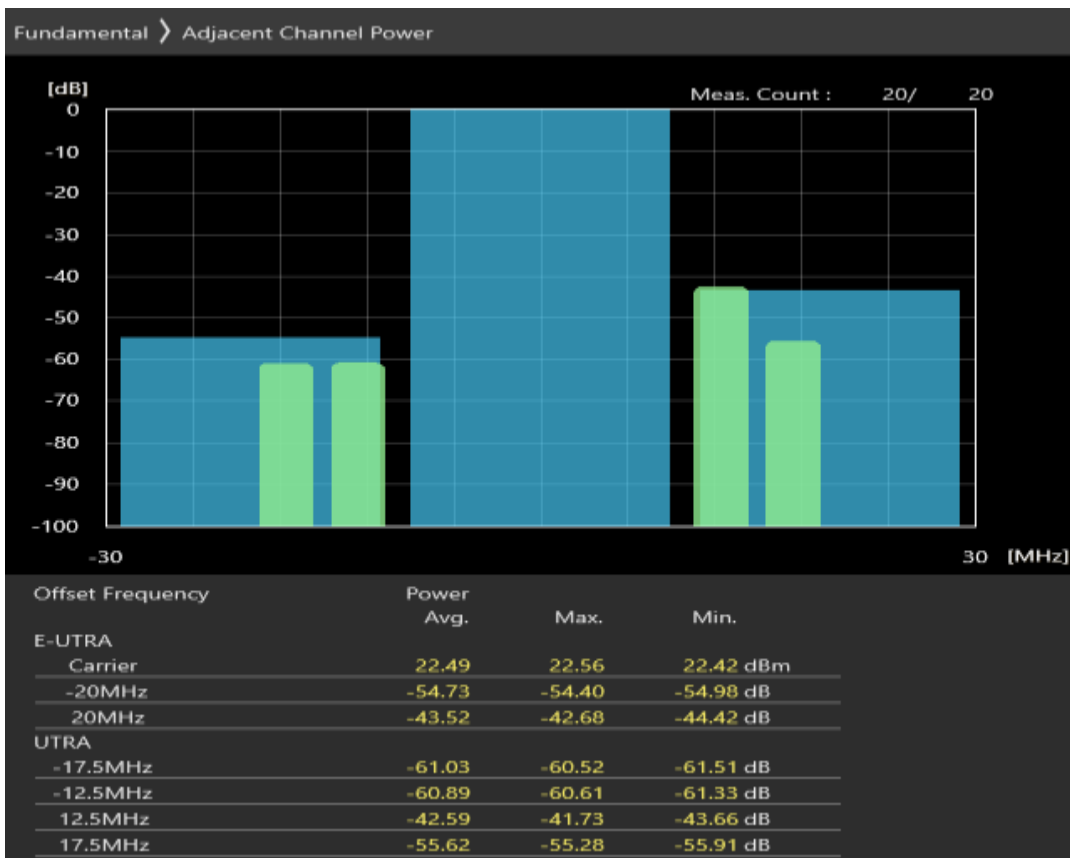 Fundamental ❯ Adjacent Channel Power
[dB]
Meas. Count : 20/ 20
0
-10
-20
-30
-40
-50
-60
-70
-80
-90
-100
-30 30 [MHz]
Offset Frequency Power
Avg. Max. Min.
E-UTRA
Carrier 22.49 22.56 22.42 dBm
-20MHz -54.73 -54.40 -54.98 dB
20MHz -43.52 -42.68 -44.42 dB
UTRA
-17.5MHz -61.03 -60.52 -61.51 dB
-12.5MHz -60.89 -60.61 -61.33 dB
12.5MHz -42.59 -41.73 -43.66 dB
17.5MHz -55.62 -55.28 -55.91 dB